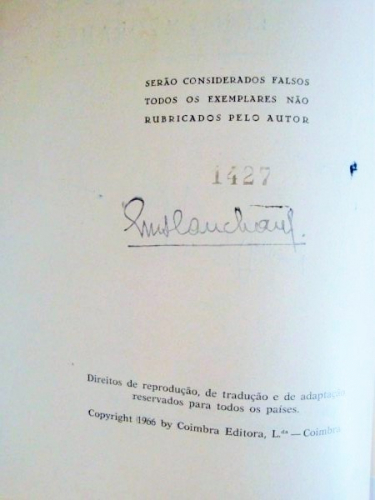 SERÃO CONSIDERADOS FALSOS
TODOS OS EXEMPLARES NÃO
RUBRICADOS PELO AUTOR
1427
Direitos de reprodução, de tradução e de adaptação
reservados para todos os países.
Copyright 1966 by Coimbra Editora, L.da — Coimbra